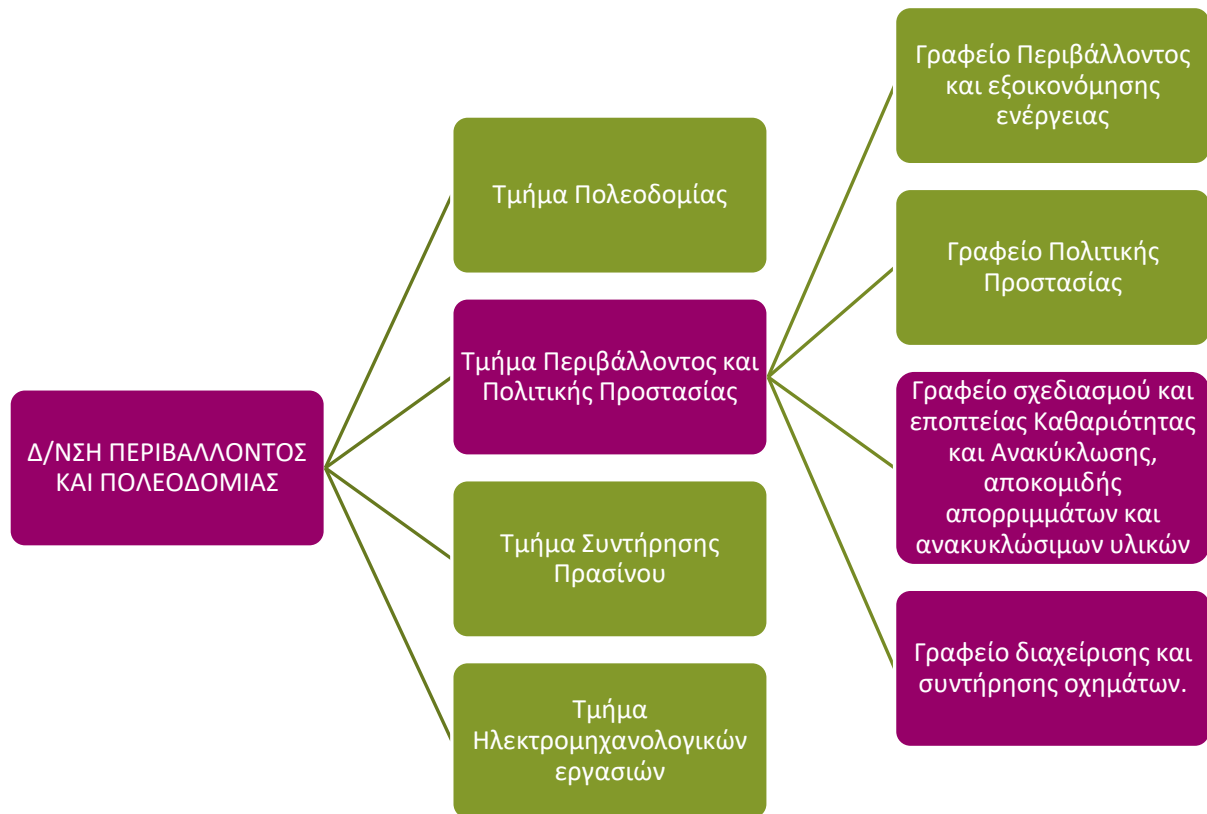 Δ/ΝΣΗ ΠΕΡΙΒΑΛΛΟΝΤΟΣ
ΚΑΙ ΠΟΛΕΟΔΟΜΙΑΣ
Τμήμα Πολεοδομίας
Τμήμα Περιβάλλοντος και
Πολιτικής Προστασίας
Τμήμα Συντήρησης
Πρασίνου
Τμήμα
Ηλεκτρομηχανολογικών
εργασιών
Γραφείο Περιβάλλοντος
και εξοικονόμησης
ενέργειας
Γραφείο Πολιτικής
Προστασίας
Γραφείο σχεδιασμού και
εποπτείας Καθαριότητας
και Ανακύκλωσης,
αποκομιδής
απορριμμάτων και
ανακυκλώσιμων υλικών
Γραφείο διαχείρισης και
συντήρησης οχημάτων.